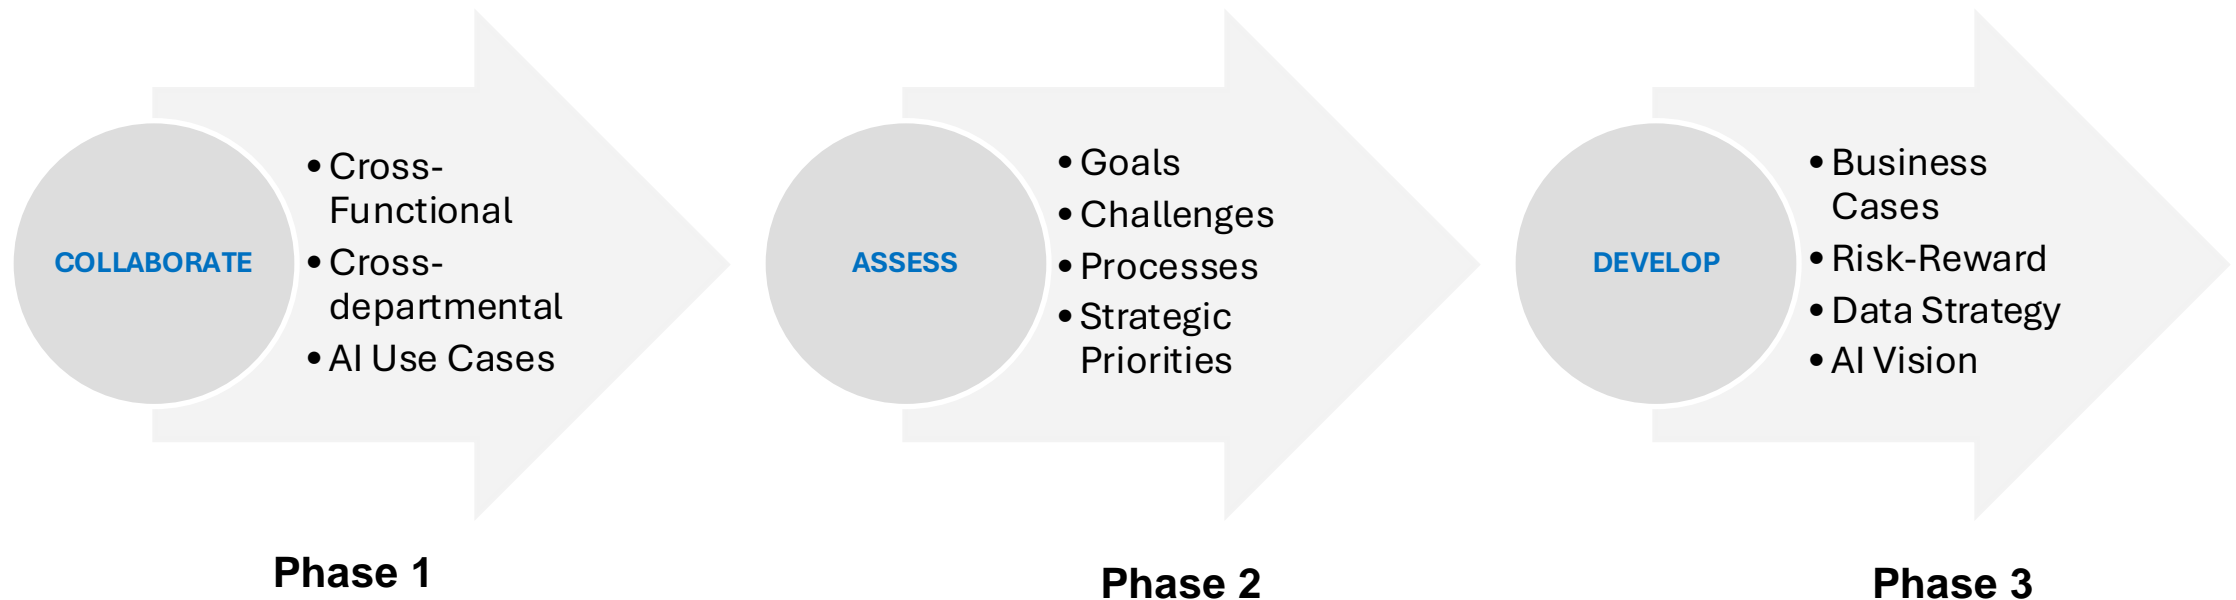 COLLABORATE
• Cross-
Functional
• Cross-
departmental
• AI Use Cases
Phase 1
ASSESS
• Goals
• Challenges
• Processes
• Strategic
Priorities
Phase 2
DEVELOP
• Business
Cases
• Risk-Reward
• Data Strategy
• AI Vision
Phase 3